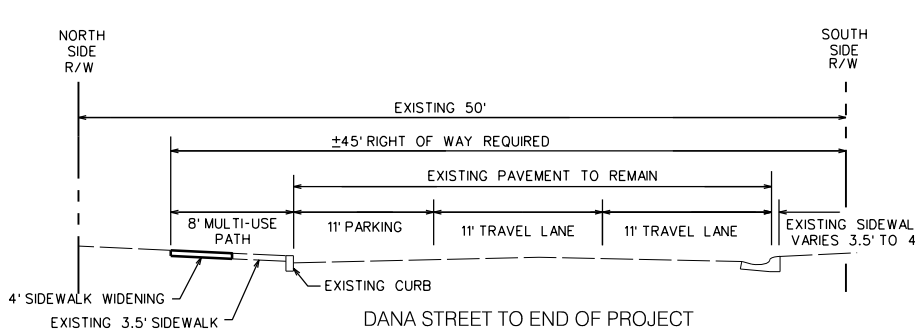 NORTH
SIDE
R/W
SOUTH
SIDE
R/W
EXISTING 50'
±45' RIGHT OF WAY REQUIRED
EXISTING PAVEMENT TO REMAIN
8' MULTI-USE
PATH
11' PARKING
11' TRAVEL LANE
11' TRAVEL LANE
EXISTING SIDEWAL
VARIES 3.5' TO 4
4' SIDEWALK WIDENING
EXISTING 3.5' SIDEWALK
EXISTING CURB
DANA STREET TO END OF PROJECT